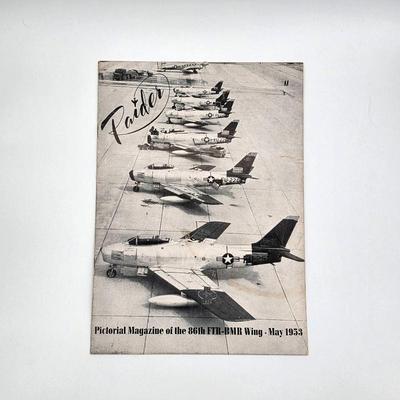 Raider
Pictorial Magazine of the 86th FTR-BMR Wing - May 1953